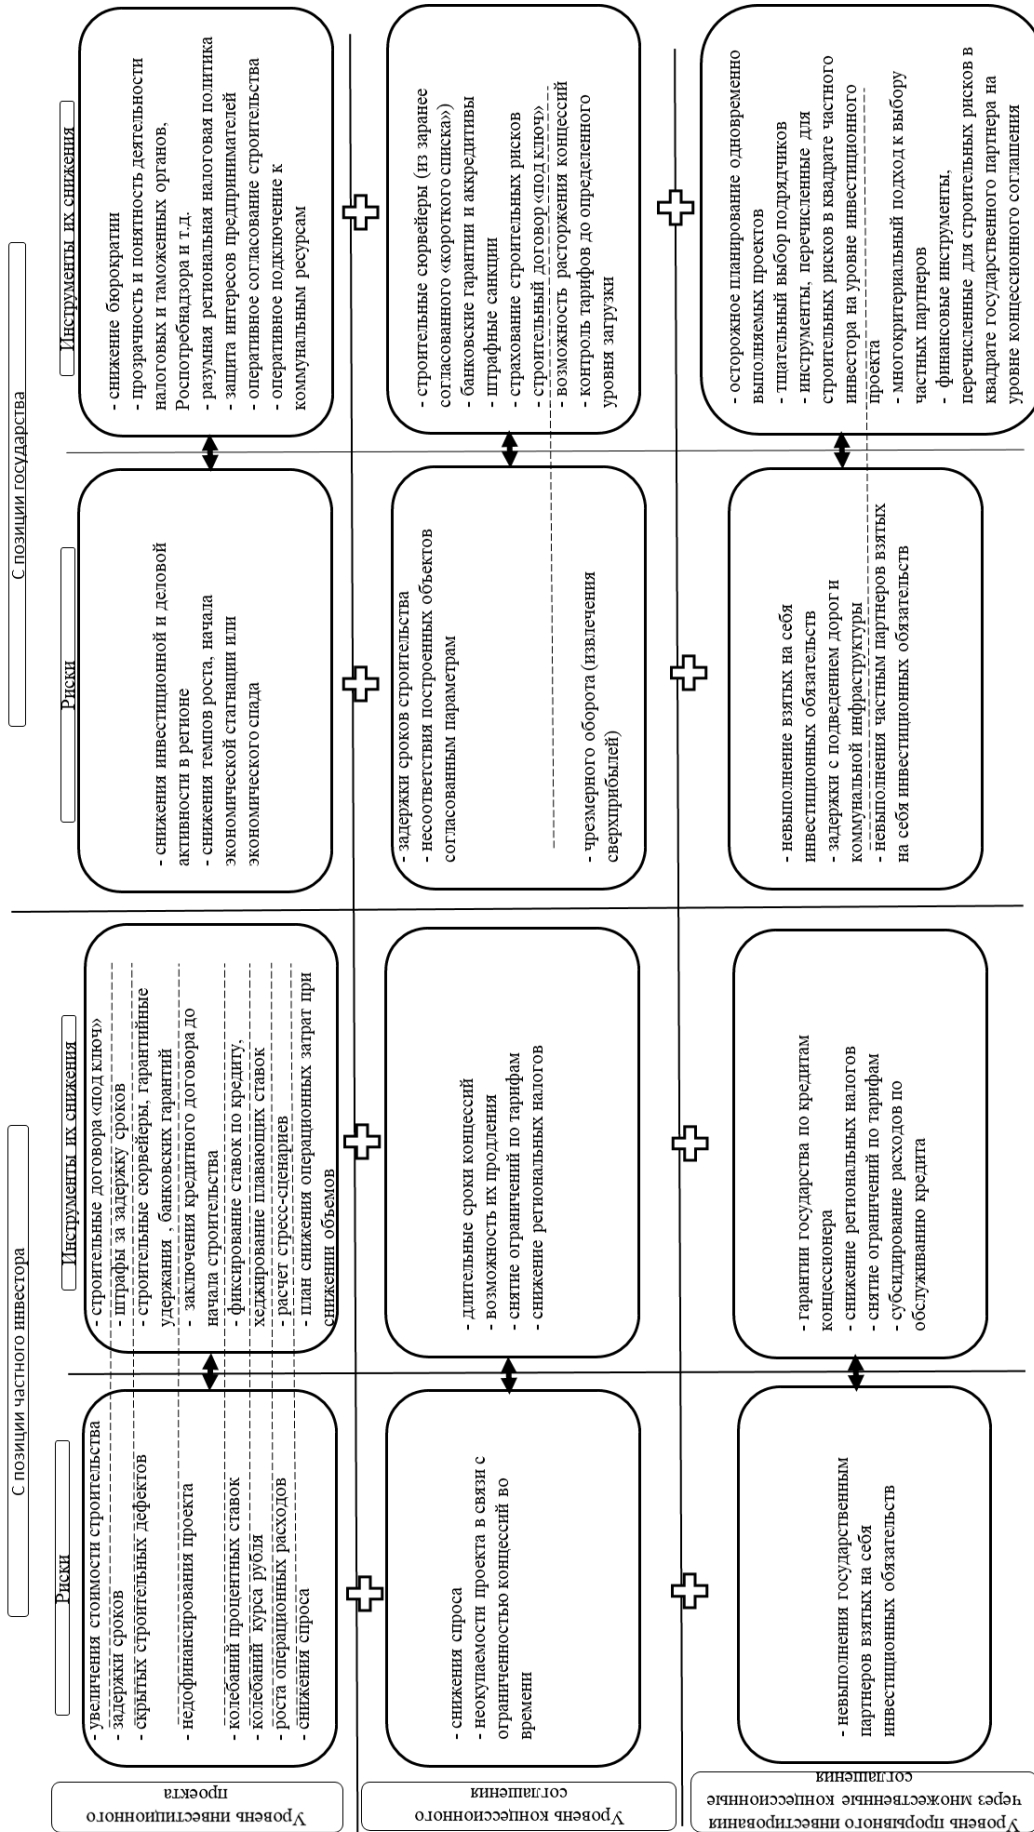 С позиции частного инвестора
С позиции государства
Риски
Инструменты их снижения
Риски
Инструменты их снижения
Уровень инвестиционного
проекта
- увеличения стоимости строительства
- задержки сроков
- скрытых строительных дефектов
- недофинансирования проекта
- колебаний процентных ставок
- колебаний курса рубля
- роста операционных расходов
- снижения спроса
- строительные договора «под ключ»
- штрафы за задержку сроков
- строительные сюрвейеры, гарантийные
удержания , банковских гарантий
- заключения кредитного договора до
начала строительства
- фиксирование ставок по кредиту,
хеджирование плавающих ставок
- расчет стресс-сценариев
- план снижения операционных затрат при
снижении объемов
- снижения инвестиционной и деловой
активности в регионе
- снижения темпов роста, начала
экономической стагнации или
экономического спада
- снижение бюрократии
- прозрачность и понятность деятельности
налоговых и таможенных органов,
Роспотребнадзора и т.д.
- разумная региональная налоговая политика
- защита интересов предпринимателей
- оперативное согласование строительства
- оперативное подключение к
коммунальным ресурсам
Уровень концессионного
соглашения
- снижения спроса
- неокупаемости проекта в связи с
ограниченностью концессий во
времени
- длительные сроки концессий
- возможность их продления
- снятие ограничений по тарифам
- снижение региональных налогов
- задержки сроков строительства
- несоответствия построенных объектов
согласованным параметрам
- чрезмерного оборота (извлечения
сверхприбылей)
- строительные сюрвейеры (из заранее
согласованного «короткого списка»)
- банковские гарантии и аккредитивы
- штрафные санкции
- страхование строительных рисков
- строительный договор «под ключ»
- возможность расторжения концессий
- контроль тарифов до определенного
уровня загрузки
Уровень прорывного инвестирования
через множественные концессионные
соглашения
- невыполнения государственным
партнеров взятых на себя
инвестиционных обязательств
- гарантии государства по кредитам
концессионера
- снижение региональных налогов
- снятие ограничений по тарифам
- субсидирование расходов по
обслуживанию кредита
- невыполнение взятых на себя
инвестиционных обязательств
- задержки с подведением дорог и
коммунальной инфраструктуры
- невыполнения частным партнеров взятых
на себя инвестиционных обязательств
- осторожное планирование одновременно
выполняемых проектов
- тщательный выбор подрядчиков
- инструменты, перечисленные для
строительных рисков в квадрате частного
инвестора на уровне инвестиционного
проекта
- многокритериальный подход к выбору
частных партнеров
- финансовые инструменты,
перечисленные для строительных рисков в
квадрате государственного партнера на
уровне концессионного соглашения